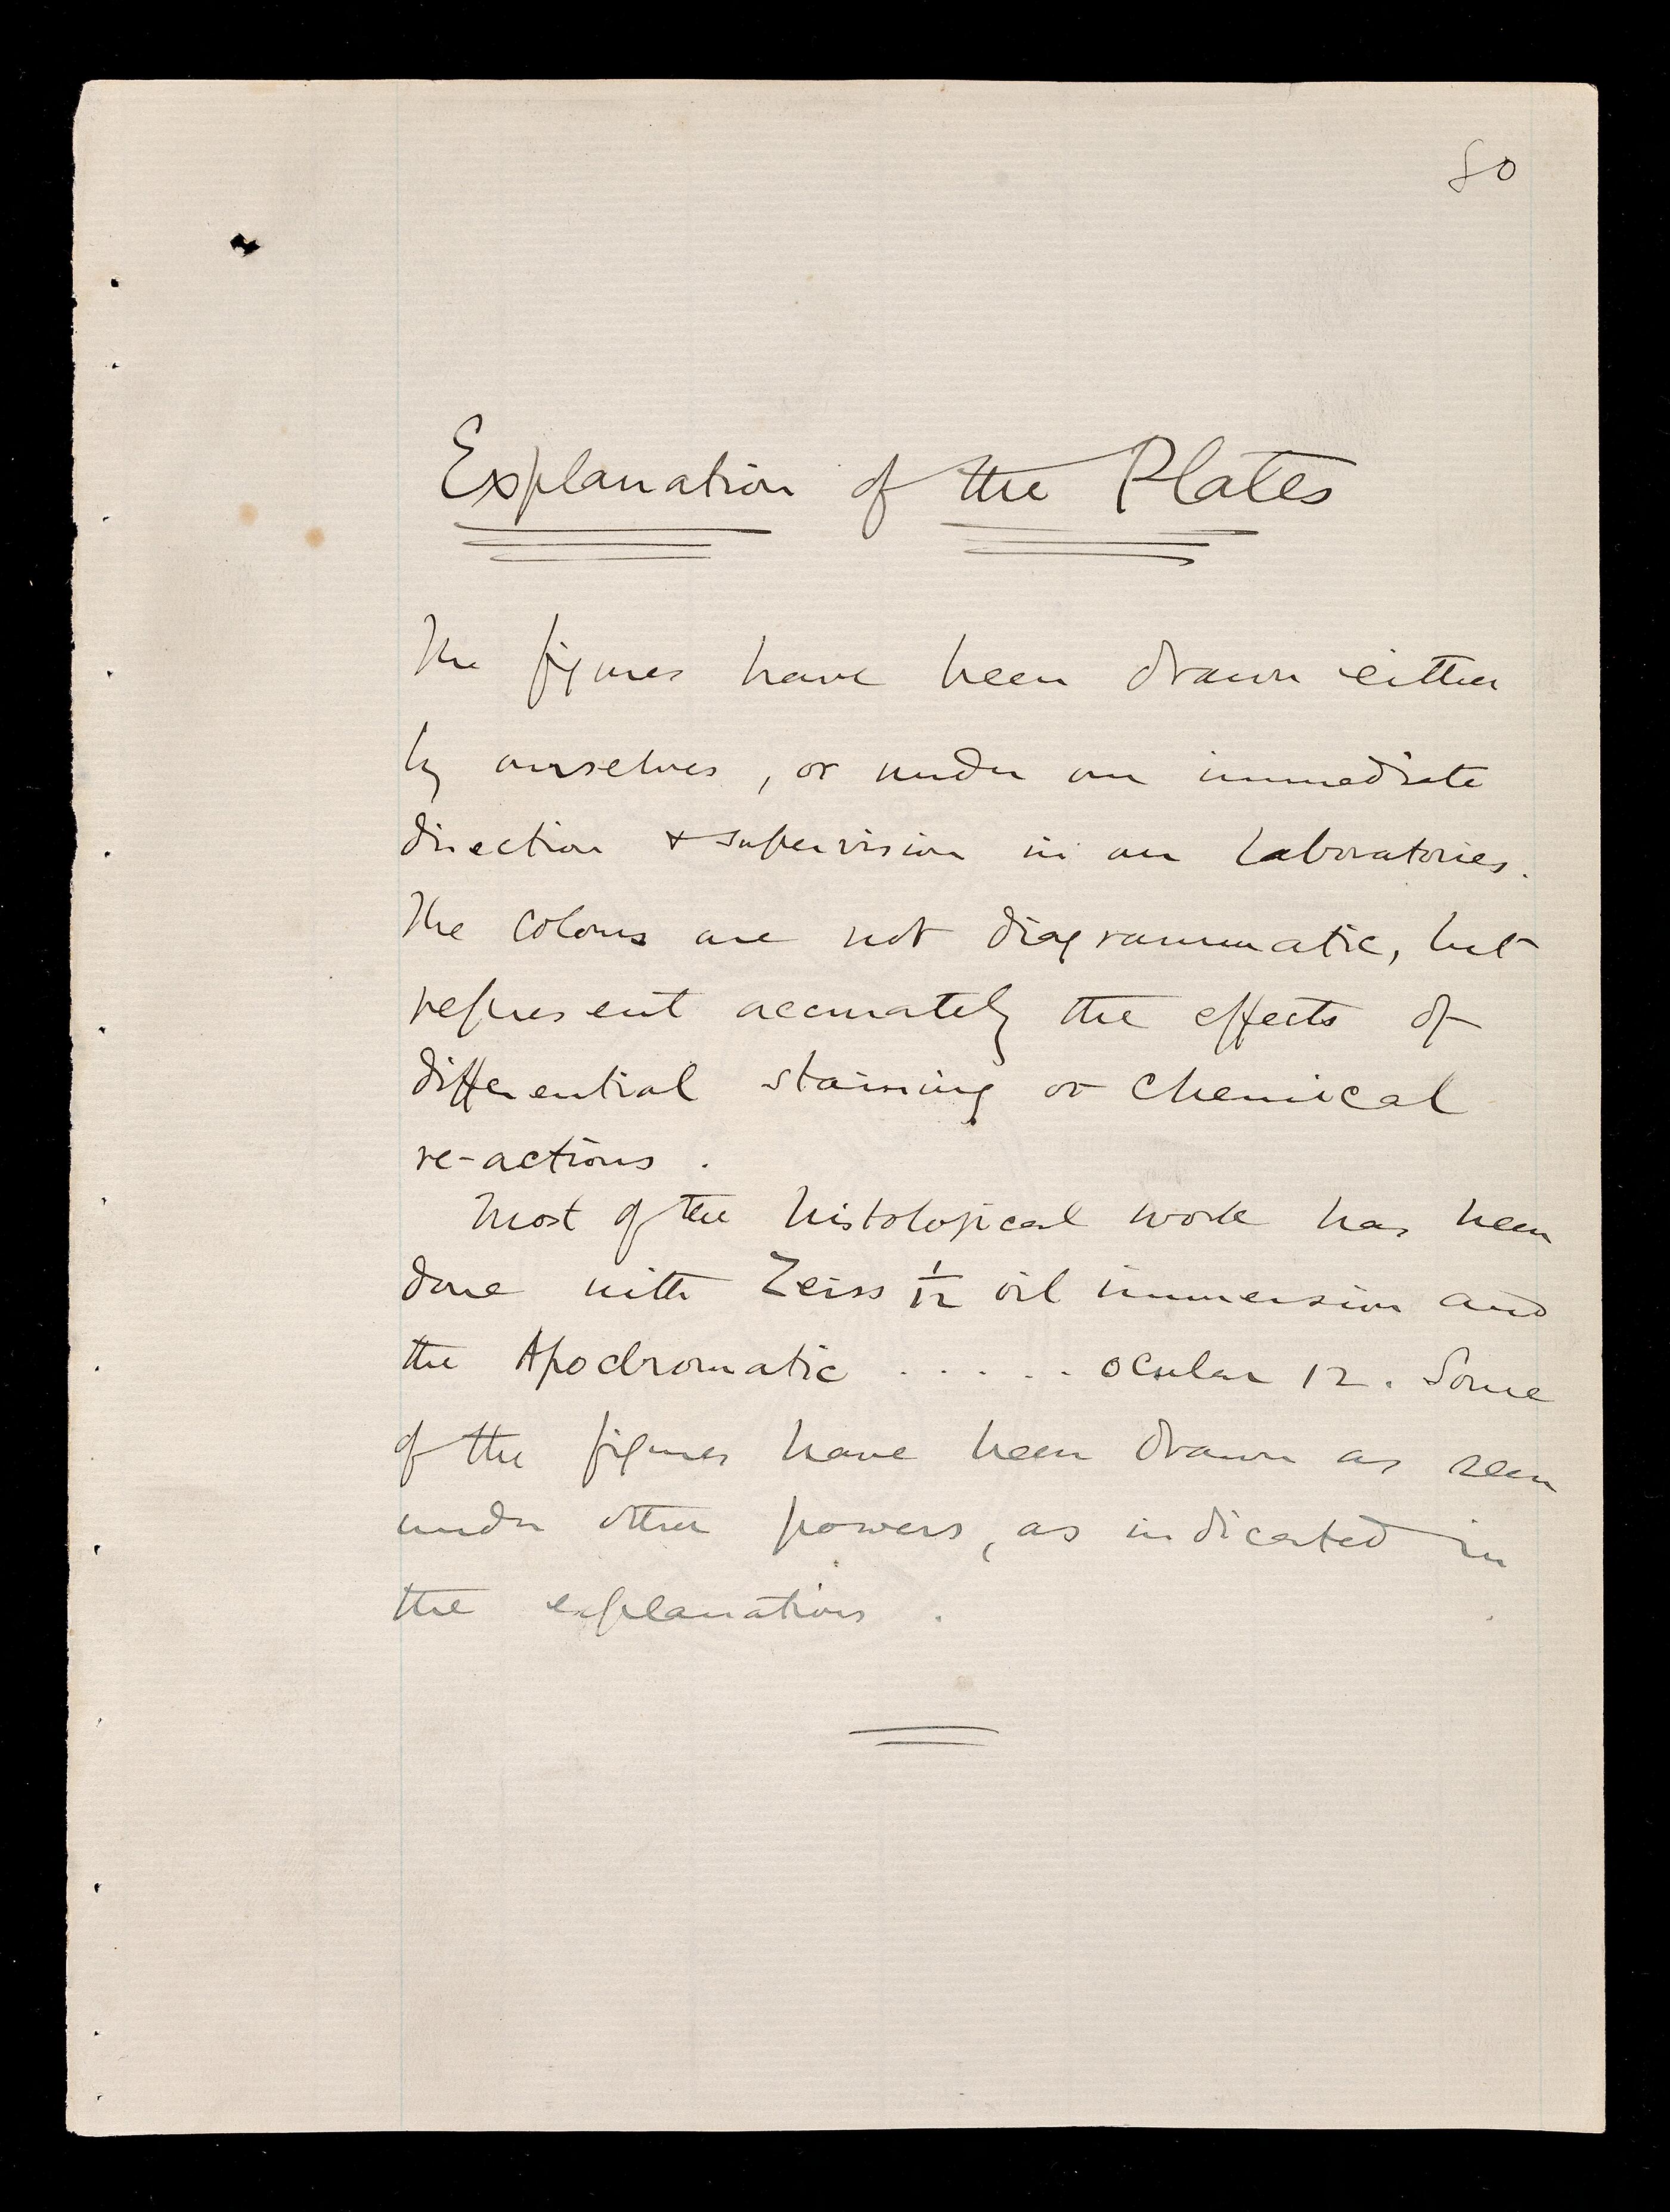 80
Explanation of the Plates
The figures have been drawn either
by ourselves, or under our immediate
direction & supervision in our Laboratories.
The colours are not diagrammatic, but
represent accurately the effects of
differential staining or chemical
re-actions.
Most of the histological work has been
done with Zeiss 1/12 oil immersion and
the Apochromatic ..... ocular 12. Some
of the figures have been drawn as seen
under other powers, as indicated in
the explanations.